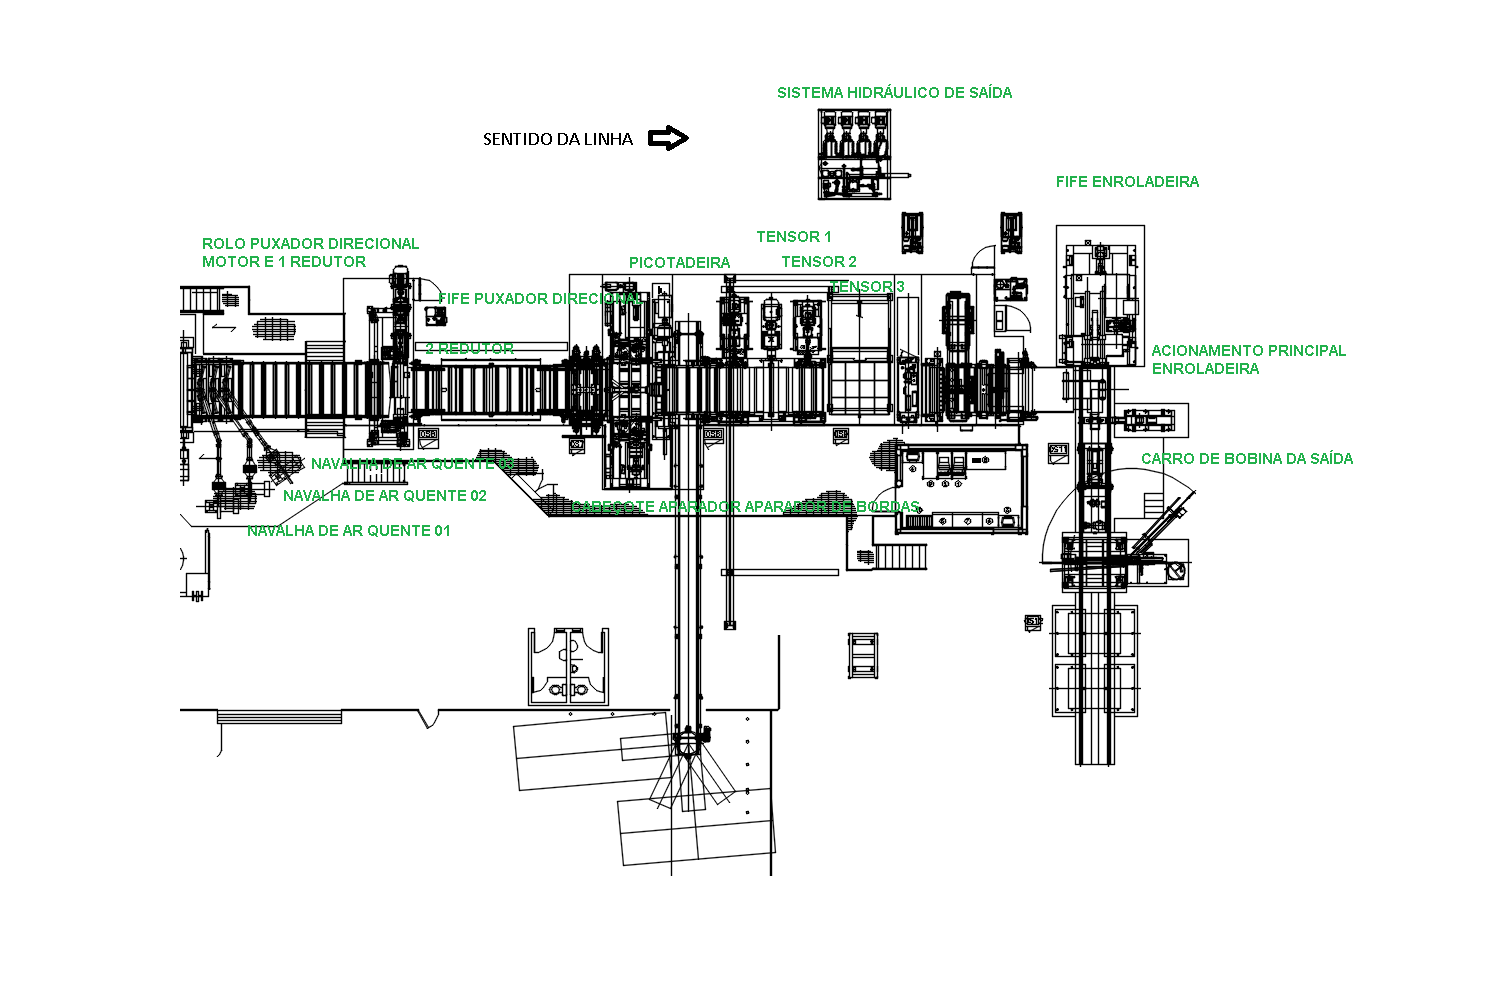 SISTEMA HIDRÁULICO DE SAÍDA
SENTIDO DA LINHA
FIFE ENROLADEIRA
TENSOR 1
ROLO PUXADOR DIRECIONAL
MOTOR E 1 REDUTOR
PICOTADEIRA
TENSOR 2
TENSOR 3
FIFE PUXADOR DIRECIONAL
2 REDUTOR
ACIONAMENTO PRINCIPAL
ENROLADEIRA
CARRO DE BOBINA DA SAÍDA
NAVALHA DE AR QUENTE 03
NAVALHA DE AR QUENTE 02
CABEÇOTE APARADOR APARADOR DE BORDAS
NAVALHA DE AR QUENTE 01